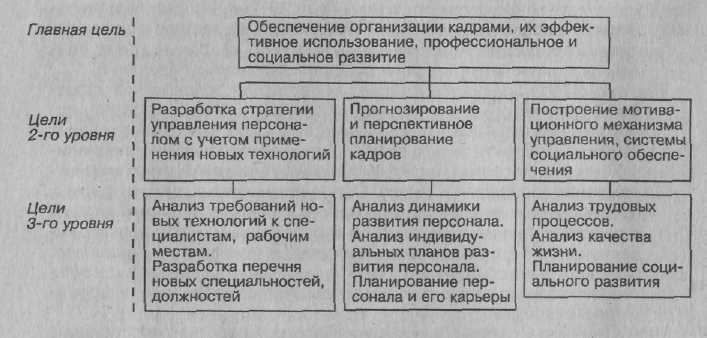 Главная цель
Обеспечение организации кадрами, их эффек-
тивное использование, профессиональное и
социальное развитие
Цели
2-го уровня
Разработка стратегии
управления персона-
лом с учетом приме-
нения новых технологий
Прогнозирование
и перспективное
планирование
кадров
Построение мотива-
ционного механизма
управления, системы
социального обеспе-
чения
Цели
3-го уровня
Анализ требований но-
вых технологий к спе-
циалистам, рабочим
местам.
Разработка перечня
новых специальностей,
должностей
Анализ динамики
развития персонала.
Анализ индивиду-
альных планов раз-
вития персонала.
Планирование пер-
сонала и его карьеры
Анализ трудовых
процессов.
Анализ качества
жизни.
Планирование соци-
ального развития